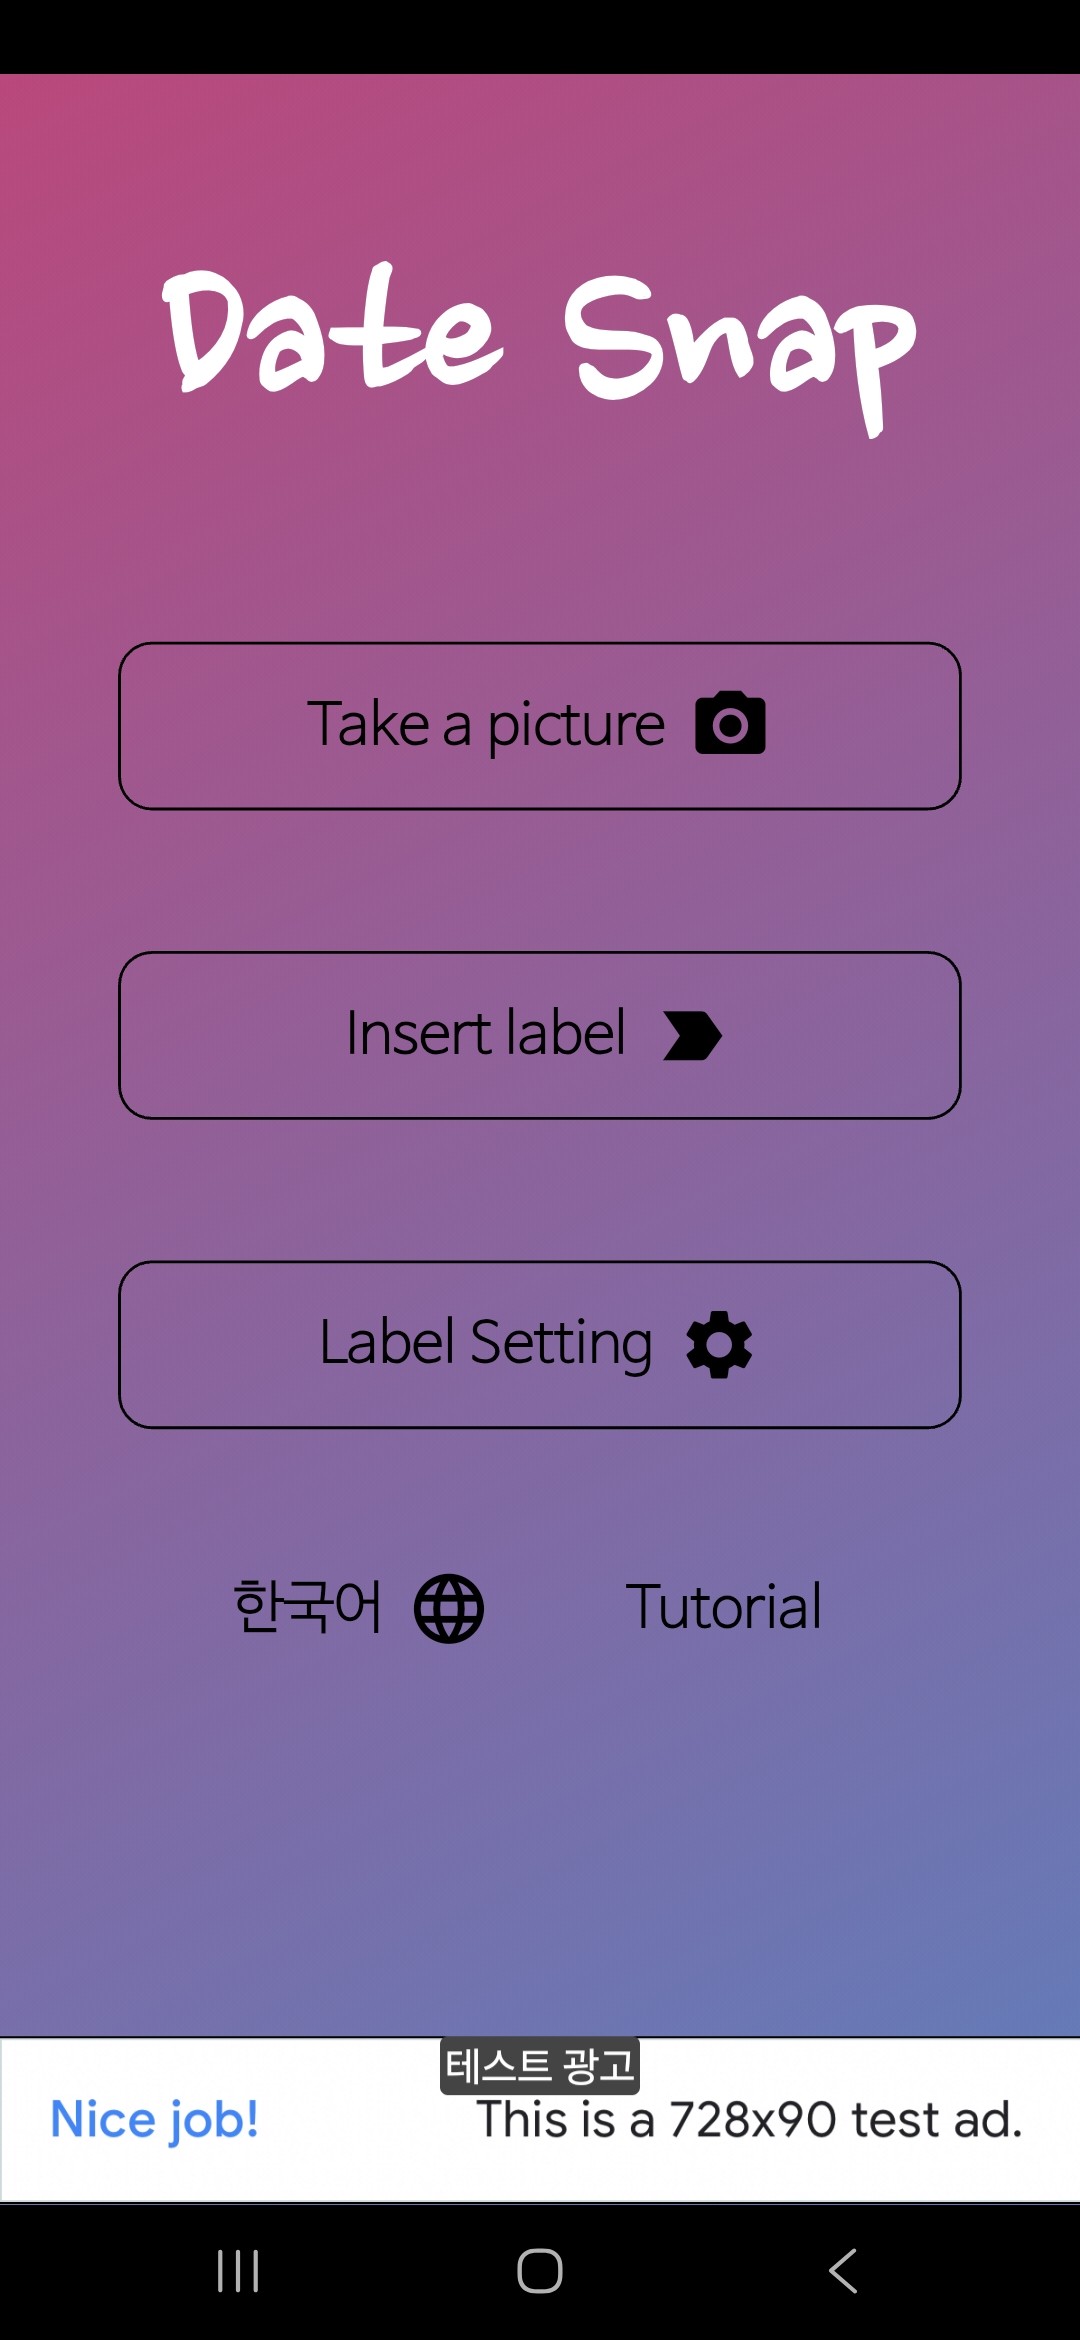 Date Snap
Take a picture
Insert label
Label Setting
한국어 Tutorial
테스트 광고
Nice job! This is a 728x90 test ad.